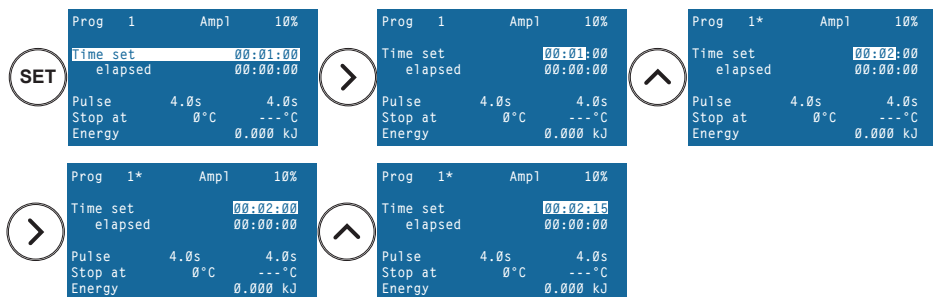 SET
Prog 1 Ampl 10%
Time set 00:01:00
elapsed 00:00:00
Pulse 4.0s 4.0s
Stop at 0°C ---°C
Energy 0.000 kJ
Prog 1 Ampl 10%
Time set 00:01:00
elapsed 00:00:00
Pulse 4.0s 4.0s
Stop at 0°C ---°C
Energy 0.000 kJ
Prog 1* Ampl 10%
Time set 00:02:00
elapsed 00:00:00
Pulse 4.0s 4.0s
Stop at 0°C ---°C
Energy 0.000 kJ
Prog 1* Ampl 10%
Time set 00:02:00
elapsed 00:00:00
Pulse 4.0s 4.0s
Stop at 0°C ---°C
Energy 0.000 kJ
Prog 1* Ampl 10%
Time set 00:02:15
elapsed 00:00:00
Pulse 4.0s 4.0s
Stop at 0°C ---°C
Energy 0.000 kJ